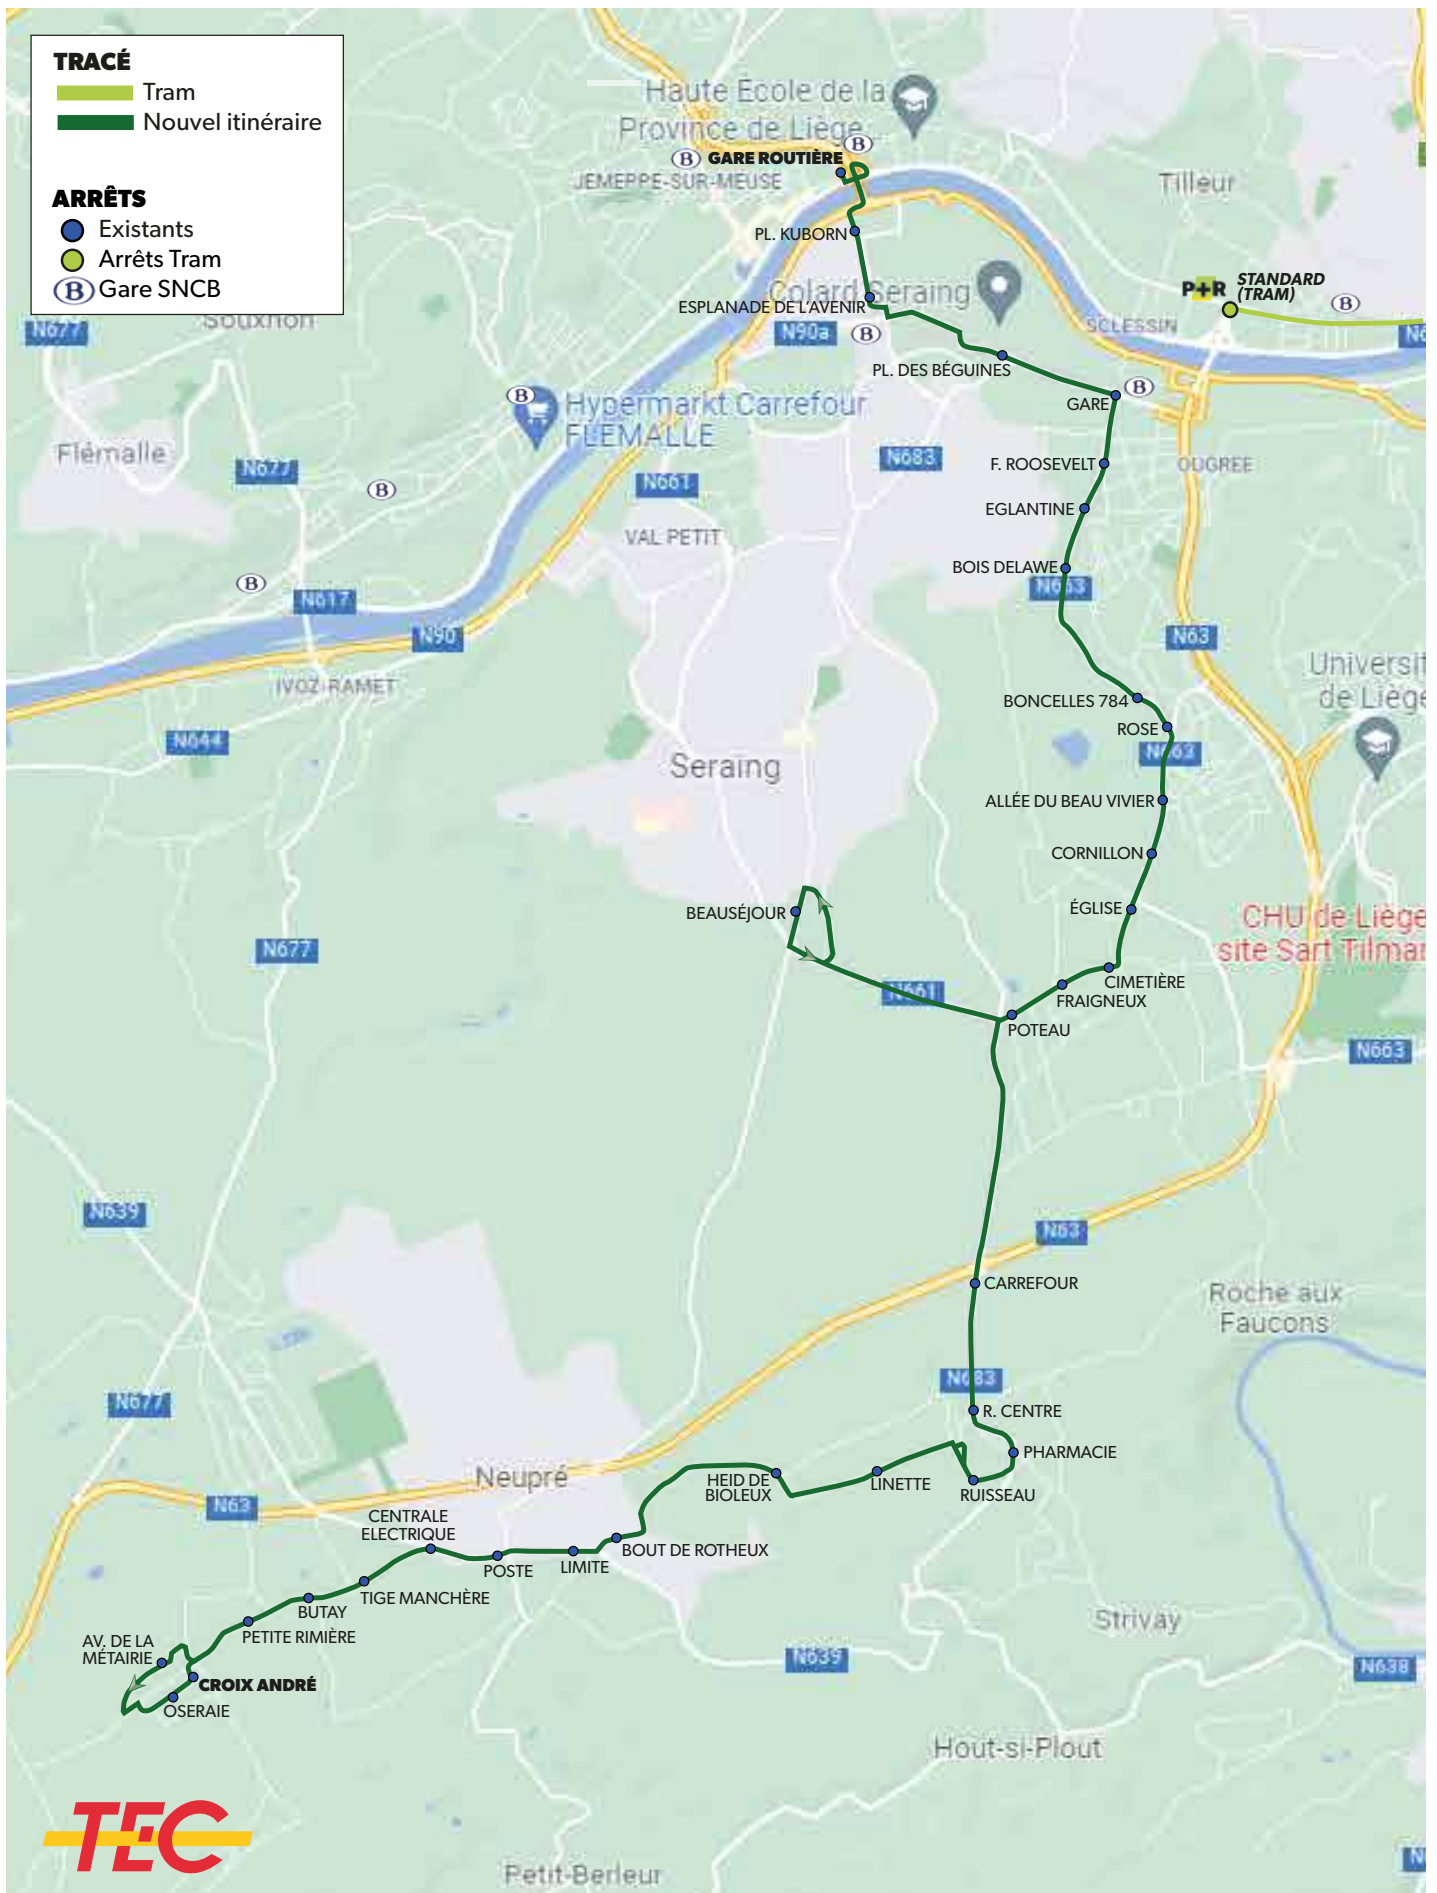 TRACÉ
Tram
Nouvel itinéraire
ARRÊTS
Existants
Arrêts Tram
B Gare SNCB
Haute Ecole de la
Province de Liège
B
B GARE ROUTIÈRE
JEMEPPE-SUR-MEUSE
Tilleur
PL. KUBORN
Colard Seraing
ESPLANADE DE L'AVENIR
P+R STANDARD
(TRAM)
B
N677
Souxhon
N90a
B
SCLESSIN
PL. DES BÉGUINES
B
GARE
B
Hypermarkt Carrefour
FLEMALLE
Flémalle
N677
N683
F. ROOSEVELT
OUGREE
B
N661
EGLANTINE
VAL PETIT
BOIS DELAWE
B
N663
N617
N90
N63
IVOZ-RAMET
Universit
de Liège
BONCELLES 784
ROSE
N644
N663
Seraing
ALLÉE DU BEAU VIVIER
CORNILLON
BEAUSÉJOUR
ÉGLISE
CHU de Liège
site Sart Tilman
N677
CIMETIÈRE
N661
FRAIGNEUX
POTEAU
N663
N639
N63
CARREFOUR
Roche aux
Faucons
N683
N677
R. CENTRE
PHARMACIE
Neupré
HEID DE
BIOLEUX
LINETTE
RUISSEAU
N63
CENTRALE
ELECTRIQUE
BOUT DE ROTHEUX
POSTE
LIMITE
TIGE MANCHÈRE
BUTAY
Strivay
PETITE RIMIÈRE
AV. DE LA
MÉTAIRIE
N639
N638
CROIX ANDRÉ
OSERAIE
Hout-si-Plout
TEC
Petit-Berleur